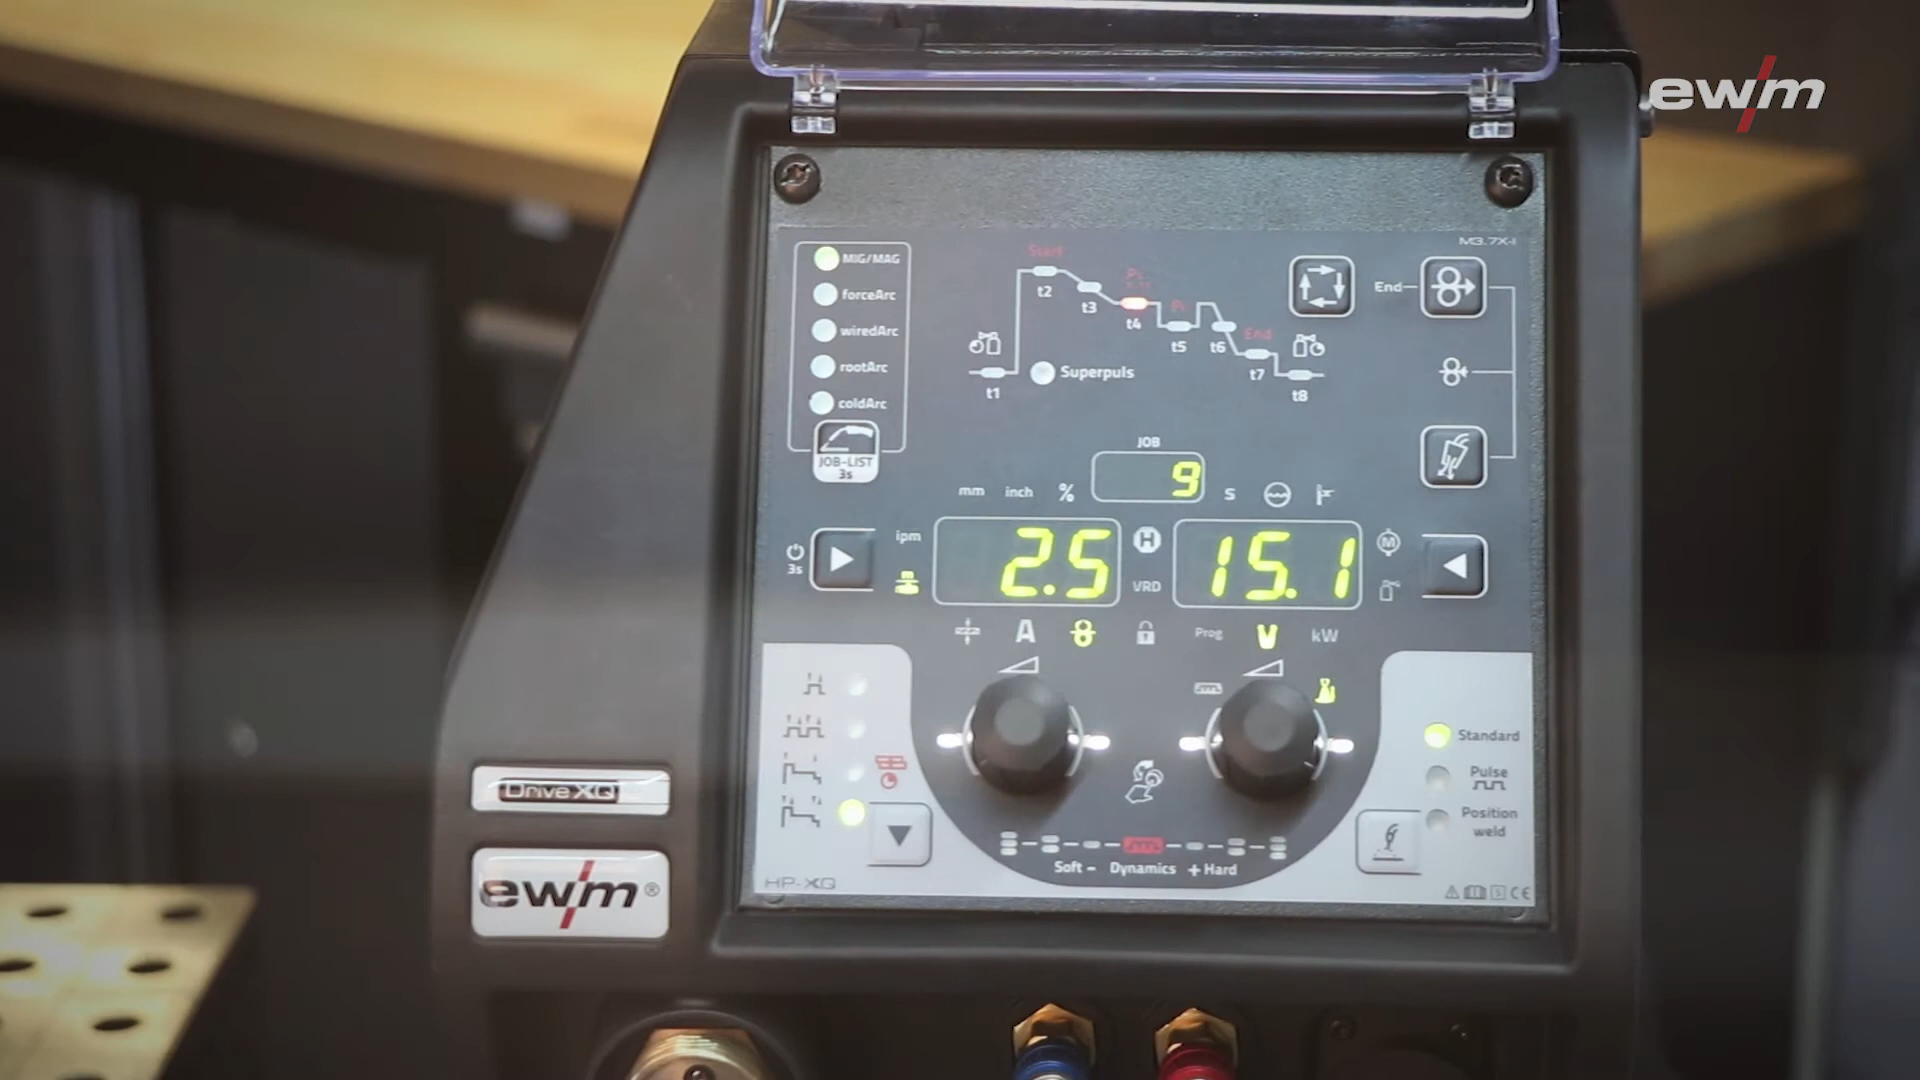 ewm
M3.7X-I
MIG/MAG
forceArc
wiredArc
rootArc
coldArc
JOB-LIST
3s
Start
t2
t3
t4
t5
t6
End
t7
t8
t1
Superpuls
End
JOB
9
mm inch % s
ipm
3s
m
2.5
H
VRD
15.1
M
A
Prog V kW
Standard
Pulse
Position
weld
Soft - Dynamics + Hard
HP-XQ
Drive XQ
ewm®
CE